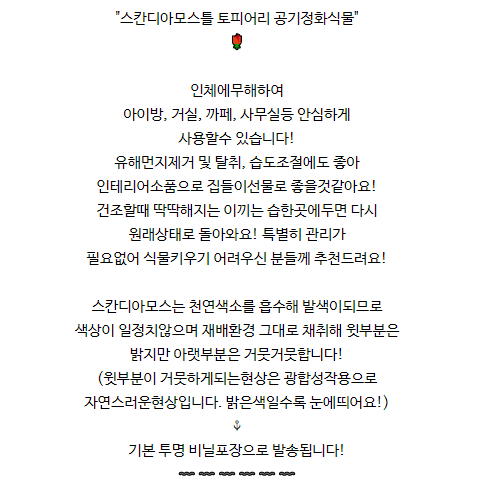 "스칸디아모스틀 토피어리 공기정화식물"
인체에무해하여
아이방, 거실, 까페, 사무실등 안심하게
사용할수 있습니다!
유해먼지제거 및 탈취, 습도조절에도 좋아
인테리어소품으로 집들이선물로 좋을것같아요!
건조할때 딱딱해지는 이끼는 습한곳에두면 다시
원래상태로 돌아와요! 특별히 관리가
필요없어 식물키우기 어려우신 분들께 추천드려요!
스칸디아모스는 천연색소를 흡수해 발색이되므로
색상이 일정치않으며 재배환경 그대로 채취해 윗부분은
밝지만 아랫부분은 거뭇거뭇합니다!
(윗부분이 거뭇하게되는현상은 광합성작용으로
자연스러운현상입니다. 밝은색일수록 눈에띄어요!)
기본 투명 비닐포장으로 발송됩니다!